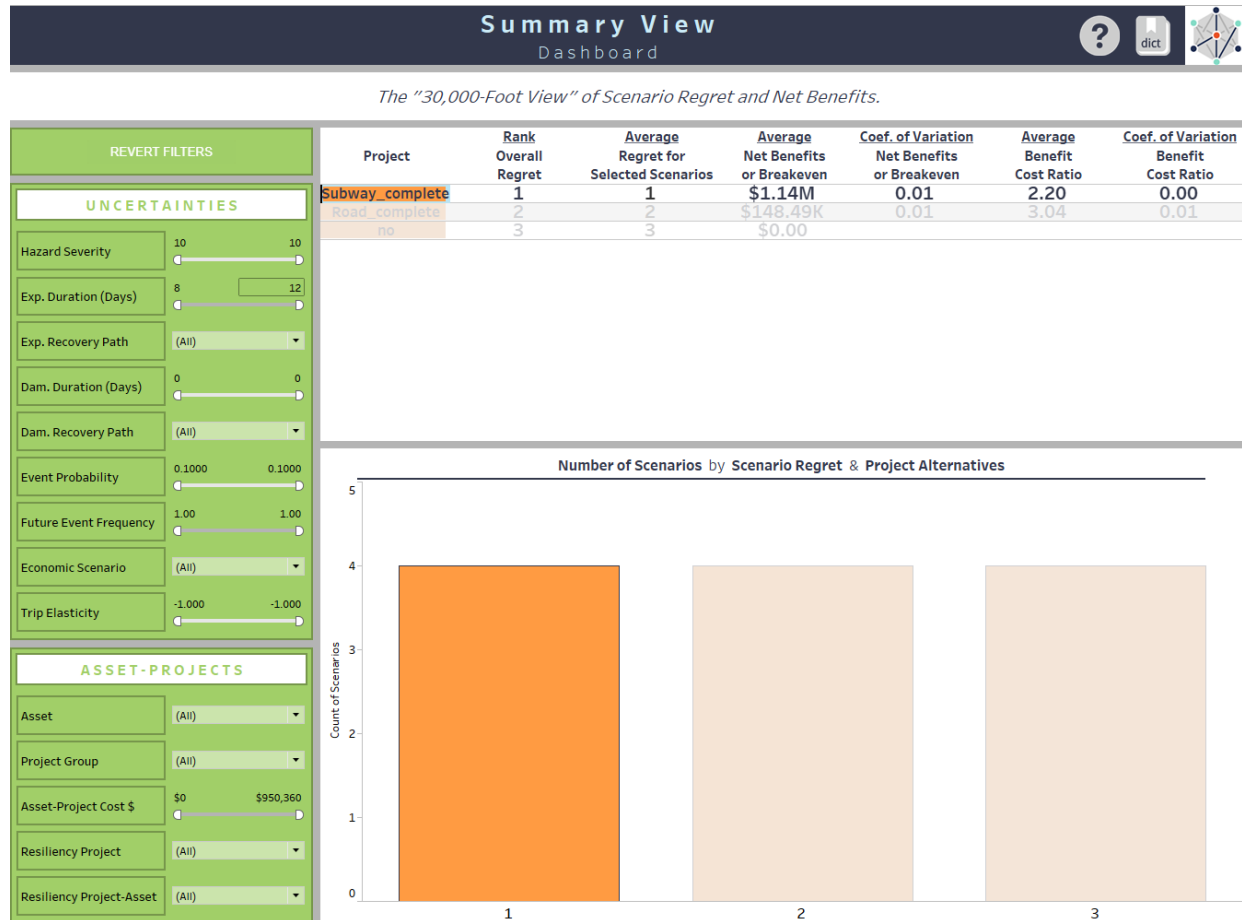 Summary View
Dashboard
?
dict
The "30,000-Foot View" of Scenario Regret and Net Benefits.
REVERT FILTERS
UNCERTAINTIES
Hazard Severity
10 10
Exp. Duration (Days)
8 12
Exp. Recovery Path
(All)
Dam. Duration (Days)
0 0
Dam. Recovery Path
(All)
Event Probability
0.1000 0.1000
Future Event Frequency
1.00 1.00
Economic Scenario
(All)
Trip Elasticity
-1.000 -1.000
ASSET-PROJECTS
Asset
(All)
Project Group
(All)
Asset-Project Cost $
$0 $950,360
Resiliency Project
(All)
Resiliency Project-Asset
(All)
Project
Rank
Overall
Regret
Average
Regret for
Selected Scenarios
Average
Net Benefits
or Breakeven
Coef. of Variation
Net Benefits
or Breakeven
Average
Benefit
Cost Ratio
Coef. of Variation
Benefit
Cost Ratio
Subway_complete 1 1 $1.14M 0.01 2.20 0.00
Road_complete 2 2 $148.49K 0.01 3.04 0.01
no 3 3 $0.00
Number of Scenarios by Scenario Regret & Project Alternatives
Count of Scenarios
5
4
3
2
1
0
1 2 3